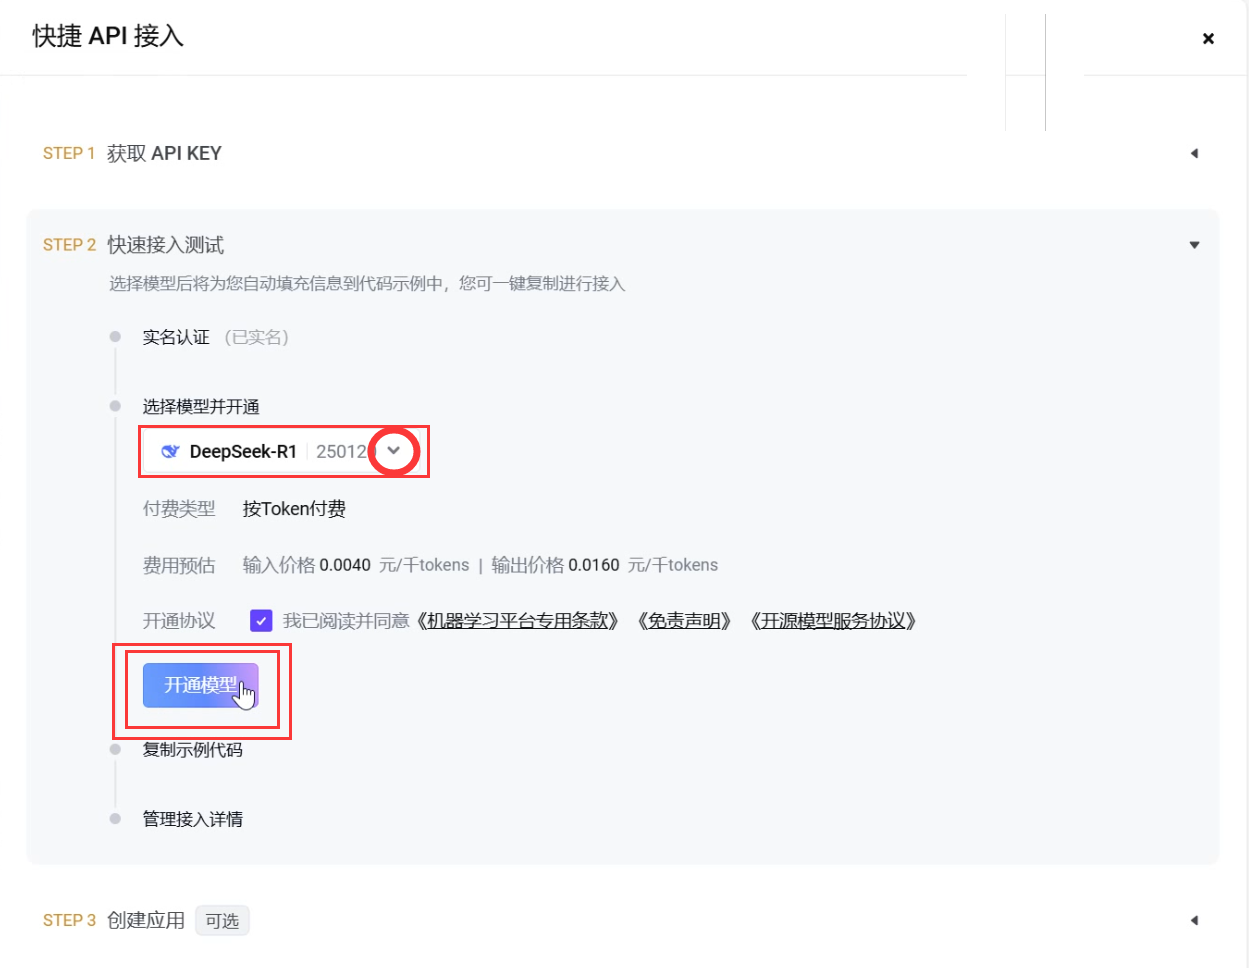 快捷 API 接入
STEP 1 获取 API KEY
STEP 2 快速接入测试
选择模型后将为您自动填充信息到代码示例中，您可一键复制进行接入
实名认证 （已实名）
选择模型并开通
DeepSeek-R1 25012
付费类型 按Token付费
费用预估 输入价格 0.0040 元/千tokens | 输出价格 0.0160 元/千tokens
开通协议 我已阅读并同意《机器学习平台专用条款》 《免责声明》 《开源模型服务协议》
开通模型
复制示例代码
管理接入详情
STEP 3 创建应用 可选